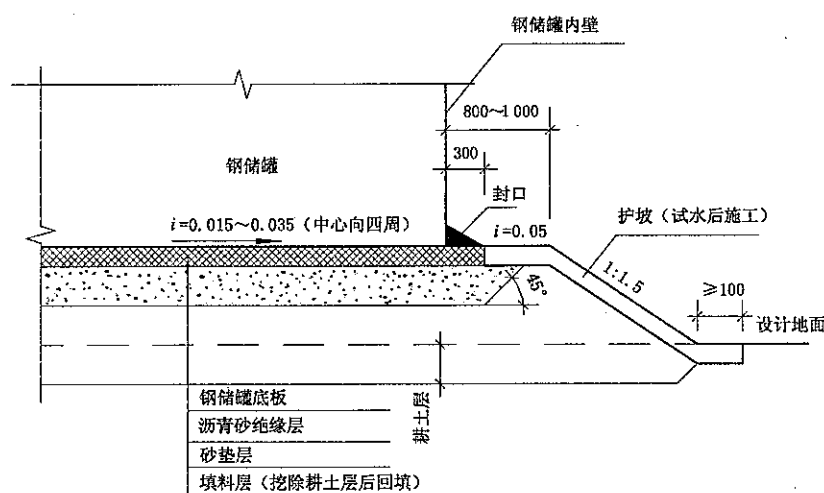 钢储罐内壁
800~1 000
300
钢储罐
封口
i=0.015~0.035（中心向四周）
i=0.05
护坡（试水后施工）
1:1.5
45°
≥100
设计地面
钢储罐底板
沥青砂绝缘层
砂垫层
填料层（挖除耕土层后回填）
耕土层